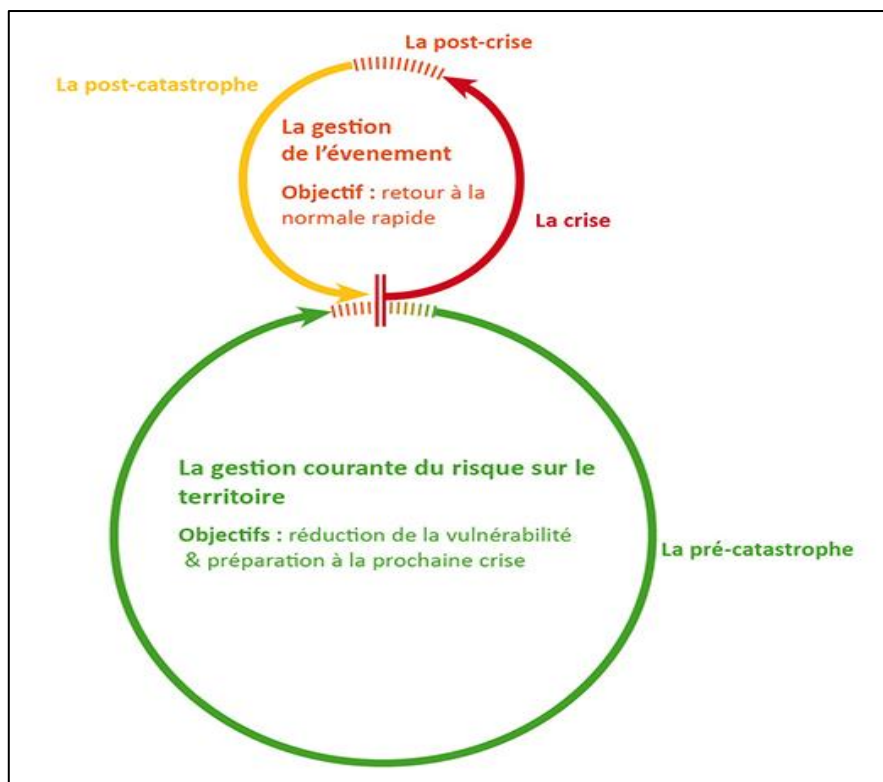 La post-crise
La post-catastrophe
La gestion
de l'évenement
Objectif : retour à la
normale rapide
La crise
La gestion courante du risque sur le
territoire
Objectifs : réduction de la vulnérabilité
& préparation à la prochaine crise
La pré-catastrophe